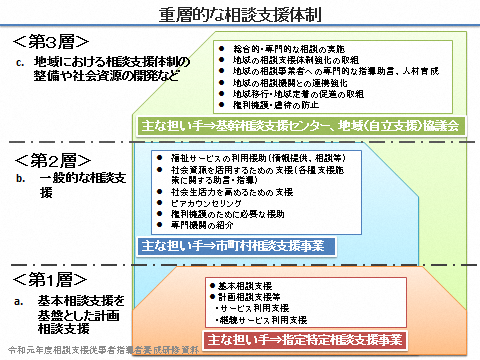 重層的な相談支援体制
＜第3層＞
c. 地域における相談支援体制の
整備や社会資源の開発など
● 総合的・専門的な相談の実施
● 地域の相談支援体制強化の取組
● 地域の相談事業者への専門的な指導助言、人材育成
● 地域の相談機関との連携強化
● 地域移行・地域定着の促進の取組
● 権利擁護・虐待の防止
主な担い手⇒基幹相談支援センター、地域（自立支援）協議会
＜第2層＞
b. 一般的な相談支
援
● 福祉サービスの利用援助（情報提供、相談等）
● 社会資源を活用するための支援（各種支援施
策に関する助言・指導）
● 社会生活力を高めるための支援
● ピアカウンセリング
● 権利擁護のために必要な援助
● 専門機関の紹介
主な担い手⇒市町村相談支援事業
＜第1層＞
a. 基本相談支援を
基盤とした計画
相談支援
● 基本相談支援
● 計画相談支援等
・サービス利用支援
・継続サービス利用支援
主な担い手⇒指定特定相談支援事業
令和元年度相談支援従事者指導者養成研修資料